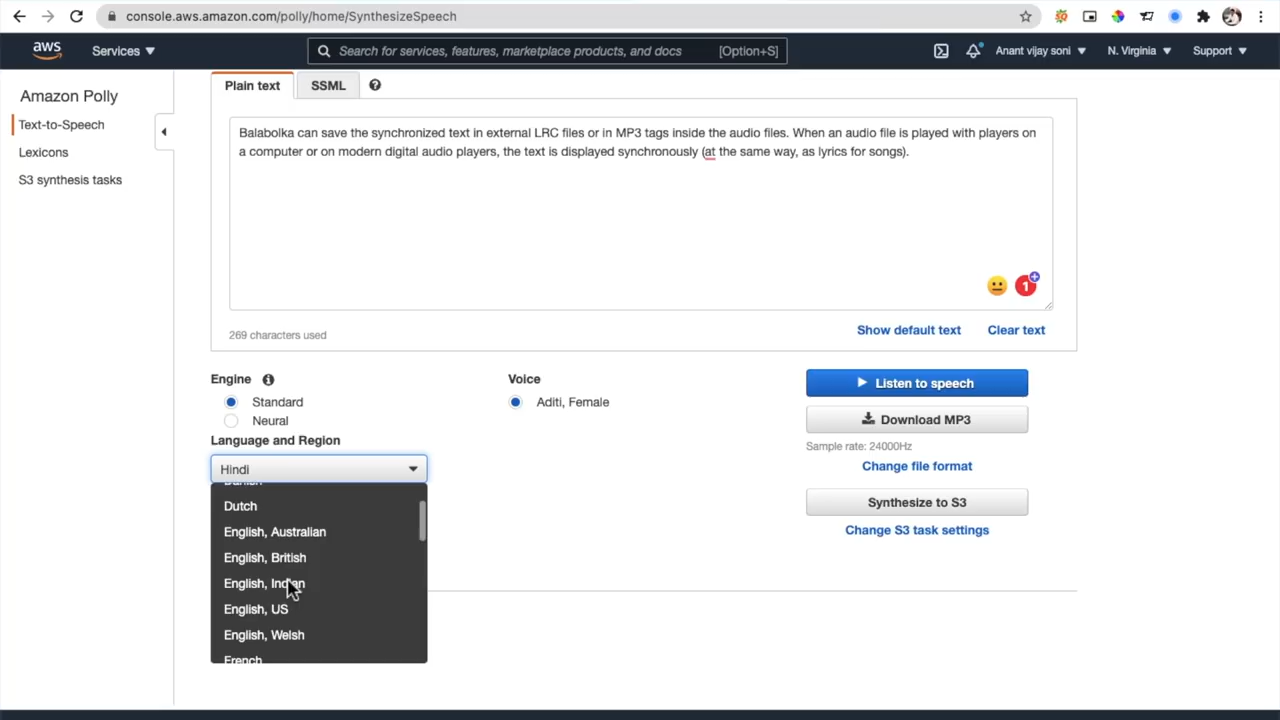 console.aws.amazon.com/polly/home/SynthesizeSpeech
aws
Services
Search for services, features, marketplace products, and docs [Option+S]
Anant vijay soni
N. Virginia
Support
Amazon Polly
Text-to-Speech
Lexicons
S3 synthesis tasks
Plain text
SSML
Balabolka can save the synchronized text in external LRC files or in MP3 tags inside the audio files. When an audio file is played with players on
a computer or on modern digital audio players, the text is displayed synchronously (at the same way, as lyrics for songs).
1
269 characters used
Show default text
Clear text
Engine
Standard
Neural
Voice
Aditi, Female
Listen to speech
Download MP3
Sample rate: 24000Hz
Change file format
Synthesize to S3
Change S3 task settings
Language and Region
Hindi
Danish
Dutch
English, Australian
English, British
English, Indian
English, US
English, Welsh
French